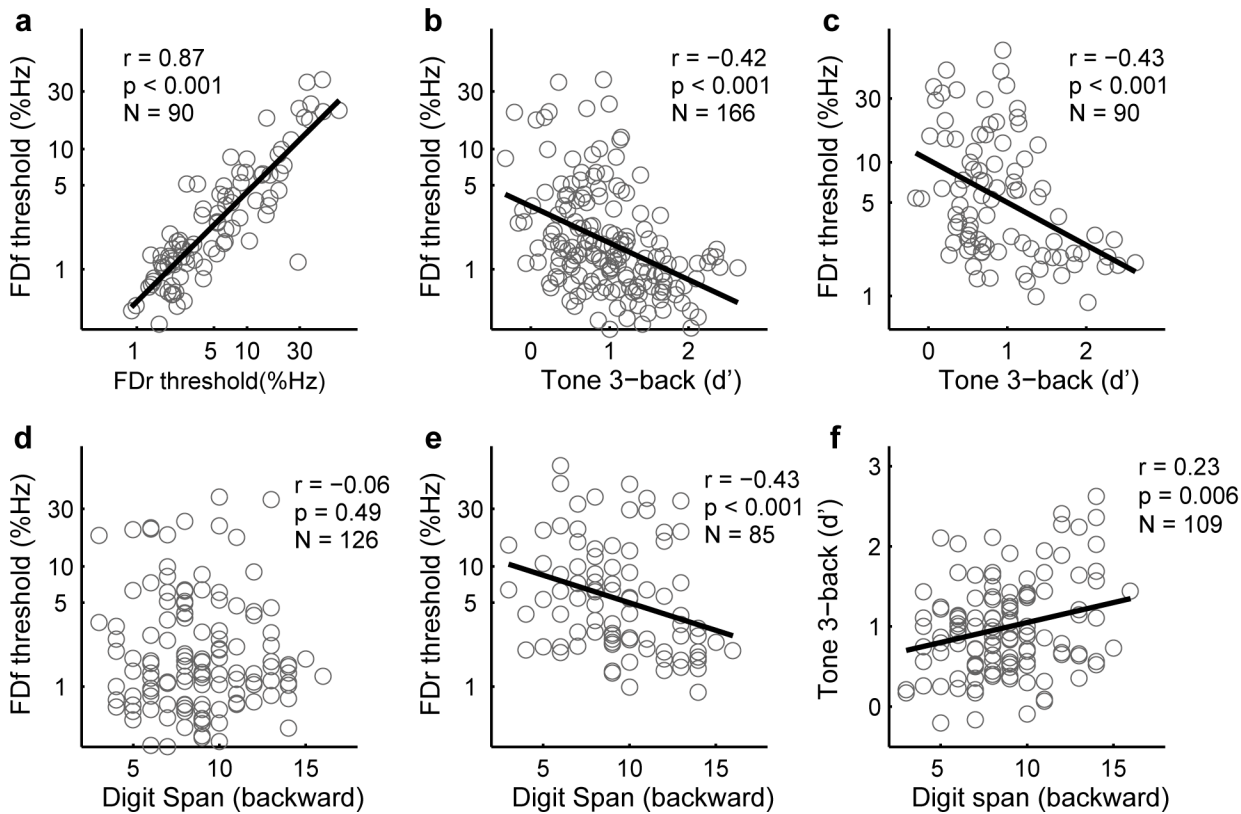 a
r = 0.87
p < 0.001
N = 90
FDf threshold (%Hz)
30
10
5
1
1 5 10 30
FDr threshold(%Hz)
b
r = −0.42
p < 0.001
N = 166
FDf threshold (%Hz)
30
10
5
1
0 1 2
Tone 3−back (d’)
c
r = −0.43
p < 0.001
N = 90
FDr threshold (%Hz)
30
10
5
1
0 1 2
Tone 3−back (d’)
d
r = −0.06
p = 0.49
N = 126
FDf threshold (%Hz)
30
10
5
1
5 10 15
Digit Span (backward)
e
r = −0.43
p < 0.001
N = 85
FDr threshold (%Hz)
30
10
5
1
5 10 15
Digit Span (backward)
f
r = 0.23
p = 0.006
N = 109
Tone 3−back (d’)
3
2
1
0
5 10 15
Digit span (backward)